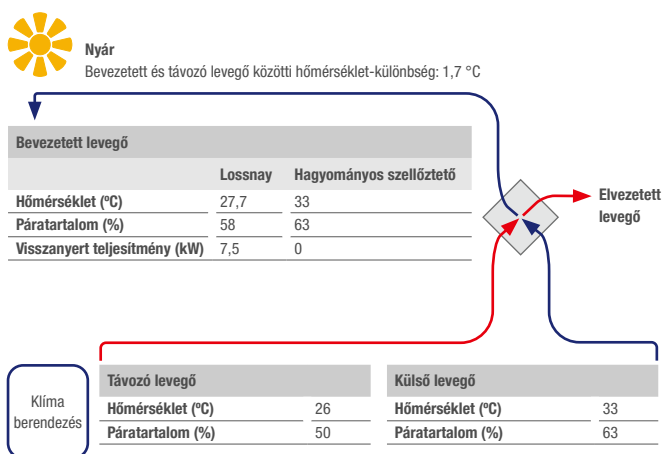 Nyár
Bevezetett és távozó levegő közötti hőmérséklet-különbség: 1,7 °C
Bevezetett levegő
Lossnay Hagyományos szellőztető
Hőmérséklet (ºC) 27,7 33
Páratartalom (%) 58 63
Visszanyert teljesítmény (kW) 7,5 0
Elvezetett
levegő
Klíma
berendezés
Távozó levegő
Hőmérséklet (ºC) 26
Páratartalom (%) 50
Külső levegő
Hőmérséklet (ºC) 33
Páratartalom (%) 63